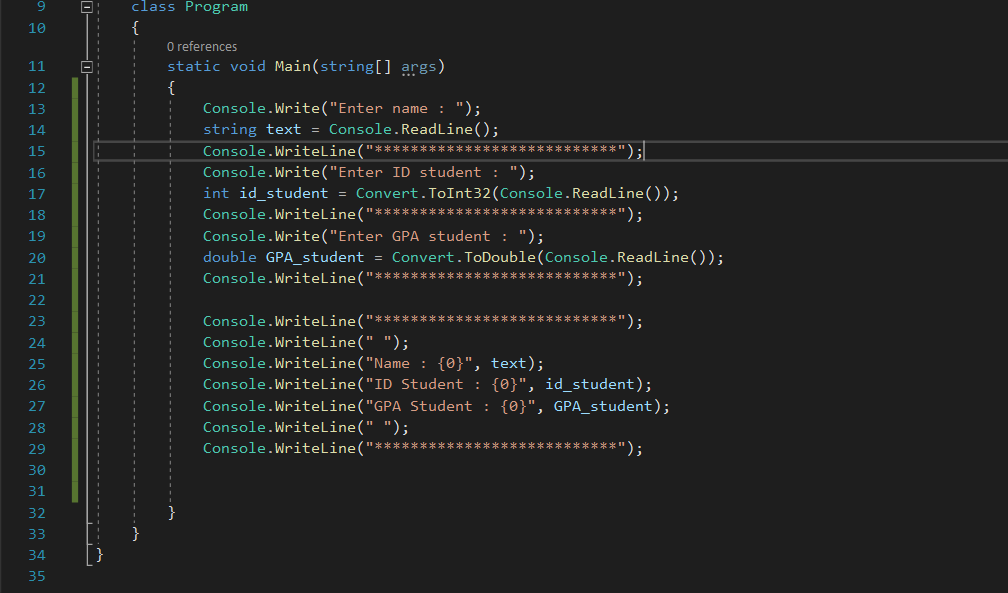 9 class Program
10 {
0 references
11 static void Main(string[] args)
12 {
13 Console.Write("Enter name : ");
14 string text = Console.ReadLine();
15 Console.WriteLine("***************************");
16 Console.Write("Enter ID student : ");
17 int id_student = Convert.ToInt32(Console.ReadLine());
18 Console.WriteLine("***************************");
19 Console.Write("Enter GPA student : ");
20 double GPA_student = Convert.ToDouble(Console.ReadLine());
21 Console.WriteLine("***************************");
22
23 Console.WriteLine("***************************");
24 Console.WriteLine(" ");
25 Console.WriteLine("Name : {0}", text);
26 Console.WriteLine("ID Student : {0}", id_student);
27 Console.WriteLine("GPA Student : {0}", GPA_student);
28 Console.WriteLine(" ");
29 Console.WriteLine("***************************");
30
31
32 }
33 }
34 }
35